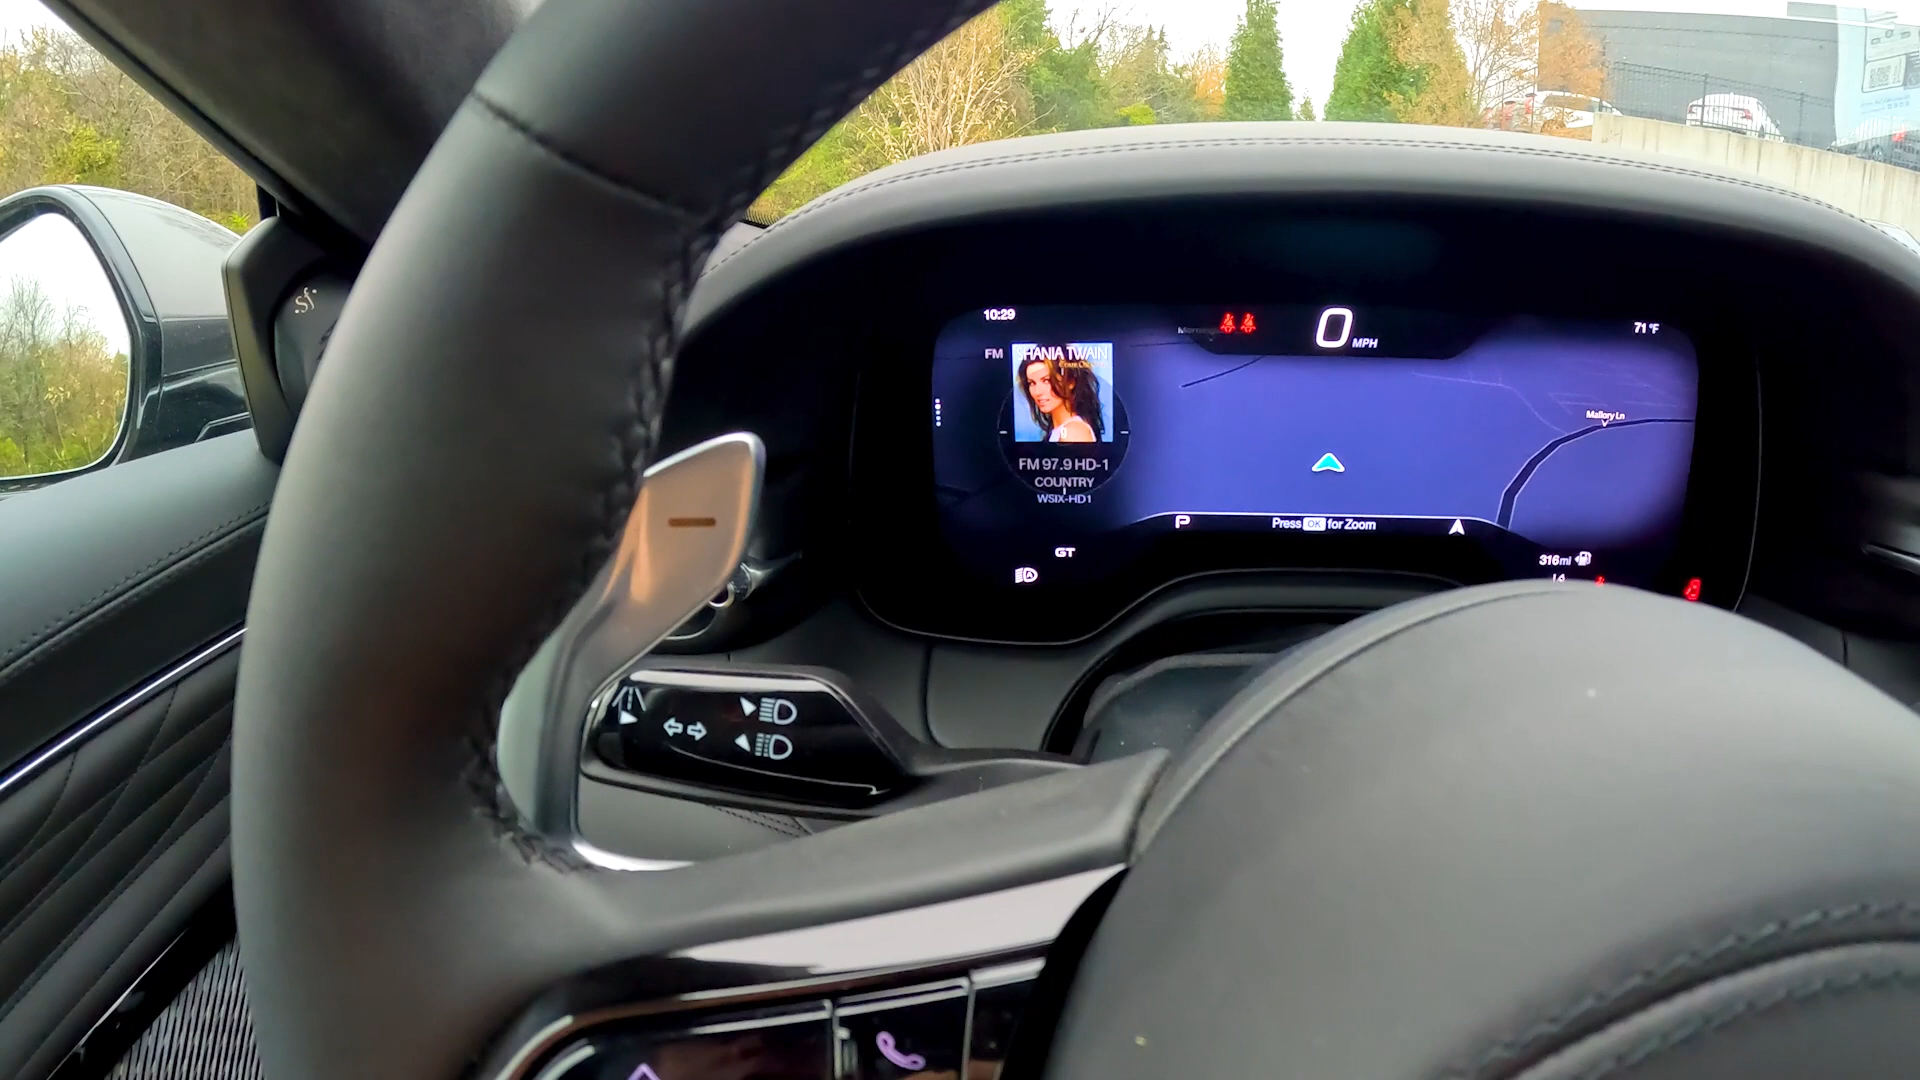 10:29
0 MPH
71 °F
FM
SHANIA TWAIN
Mallory Ln
FM 97.9 HD-1
COUNTRY
WSIX-HD1
P
Press OK for Zoom
GT
316mi
A
sf